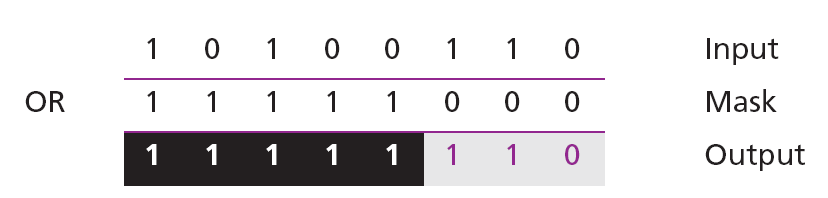 1 0 1 0 0 1 1 0 Input
OR 1 1 1 1 1 0 0 0 Mask
1 1 1 1 1 1 1 0 Output